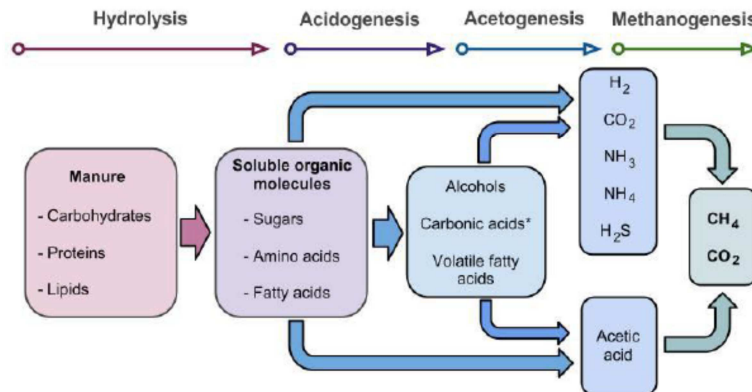 Hydrolysis
Acidogenesis
Acetogenesis
Methanogenesis
Manure
- Carbohydrates
- Proteins
- Lipids
Soluble organic
molecules
- Sugars
- Amino acids
- Fatty acids
Alcohols
Carbonic acids*
Volatile fatty
acids
H₂
CO₂
NH₃
NH₄
H₂S
Acetic
acid
CH₄
CO₂